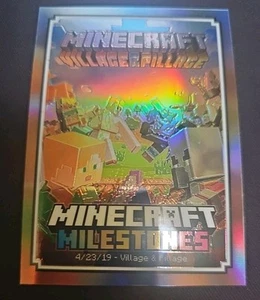 MINECRAFT
VILLAGE & PILLAGE
MINECRAFT
MILESTONES
4/23/19 - Village & Pillage